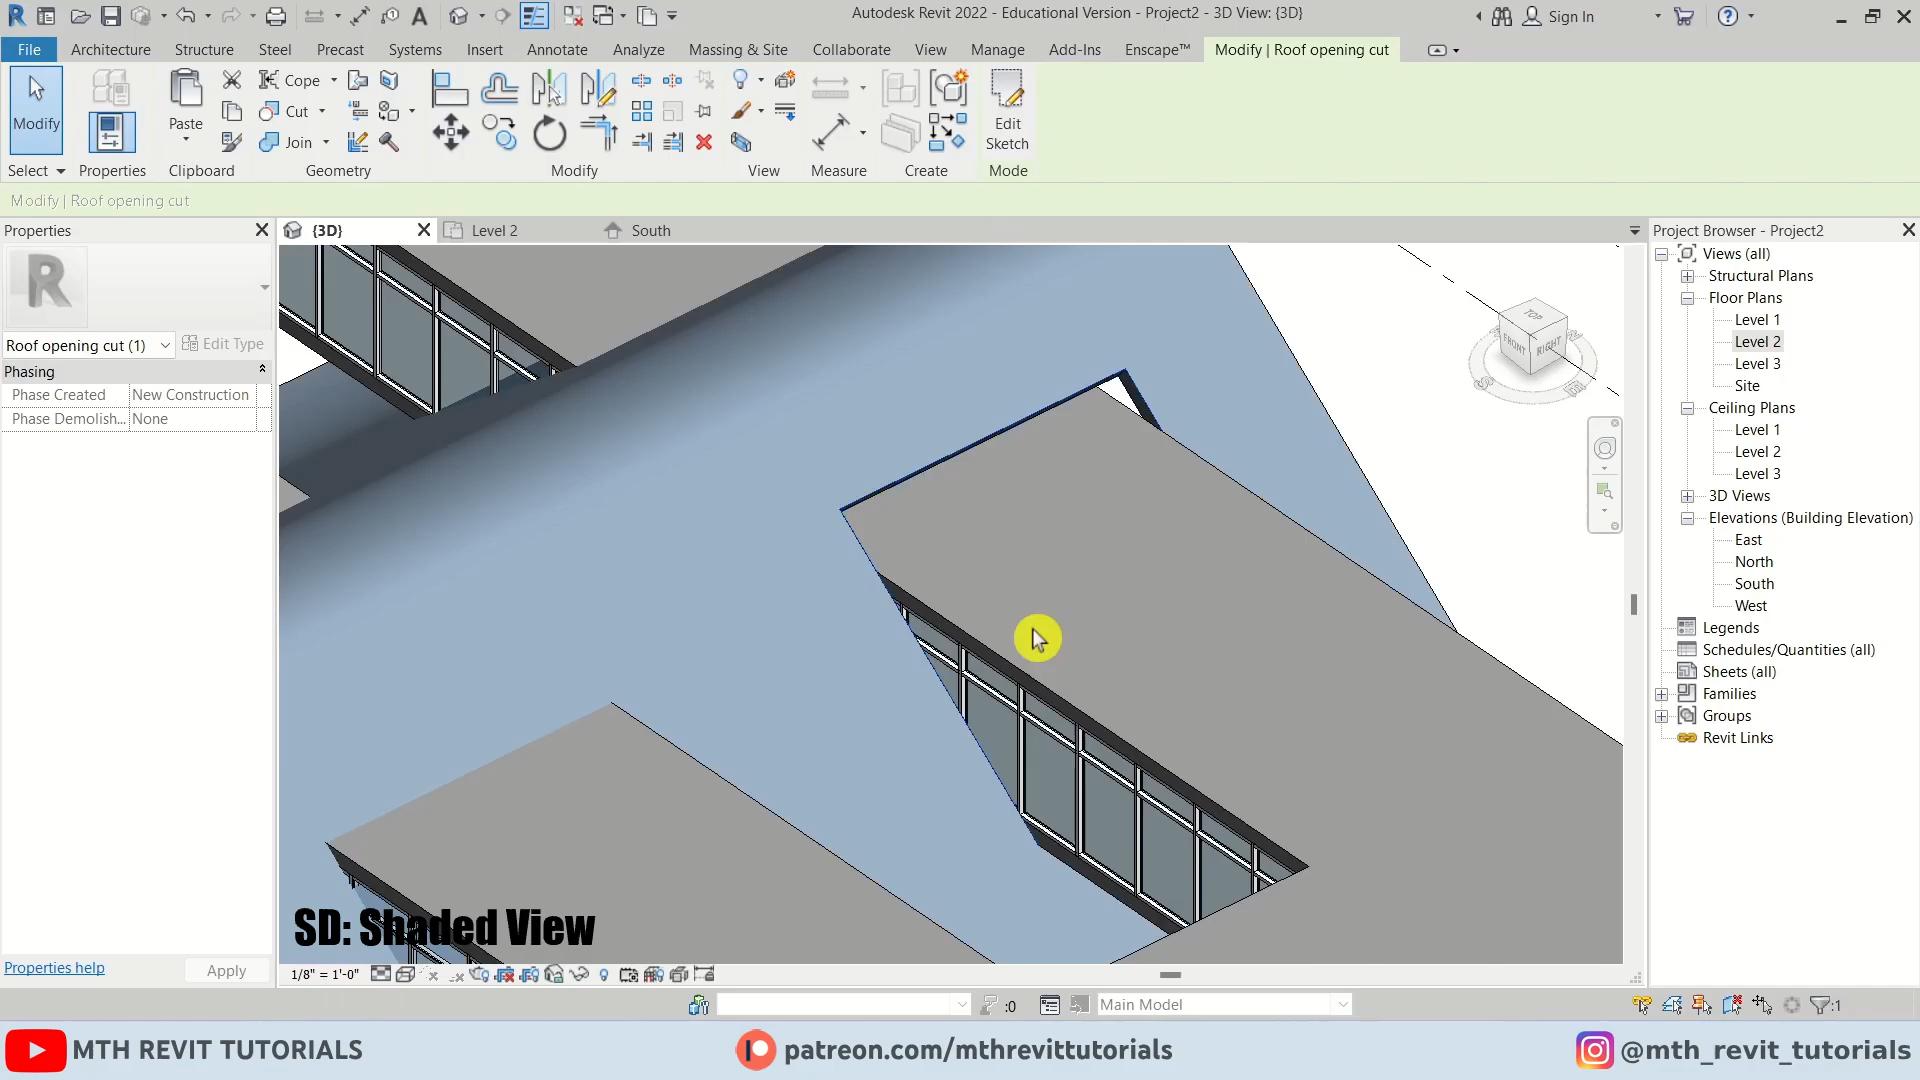 Autodesk Revit 2022 - Educational Version - Project2 - 3D View: {3D}
Sign In
File Architecture Structure Steel Precast Systems Insert Annotate Analyze Massing & Site Collaborate View Manage Add-Ins Enscape™ Modify | Roof opening cut
Modify
Paste
Cope
Cut
Join
Edit
Sketch
Select Properties Clipboard Geometry Modify View Measure Create Mode
Modify | Roof opening cut
Properties
{3D}
Level 2
South
Project Browser - Project2
R
Roof opening cut (1)
Edit Type
Phasing
Phase Created New Construction
Phase Demolish... None
Properties help
Apply
TOP
FRONT
RIGHT
Views (all)
Structural Plans
Floor Plans
Level 1
Level 2
Level 3
Site
Ceiling Plans
Level 1
Level 2
Level 3
3D Views
Elevations (Building Elevation)
East
North
South
West
Legends
Schedules/Quantities (all)
Sheets (all)
Families
Groups
Revit Links
SD: Shaded View
1/8" = 1'-0"
:0
Main Model
:1
MTH REVIT TUTORIALS
patreon.com/mthrevittutorials
@mth_revit_tutorials